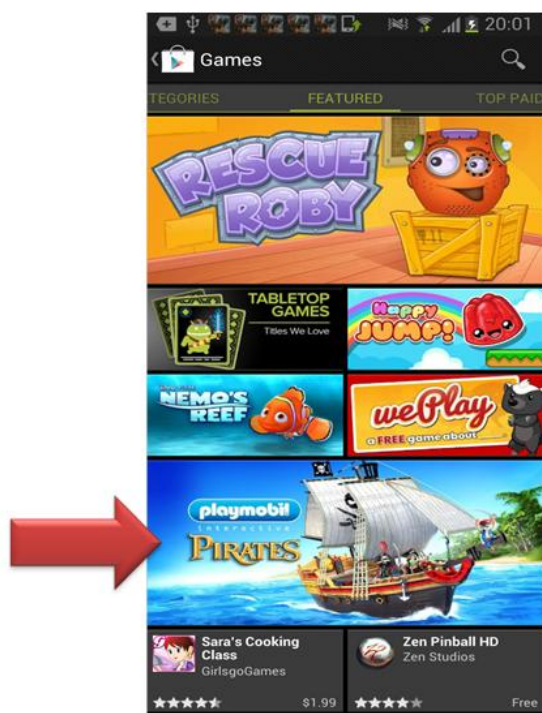 20:01
Games
TEGORIES FEATURED TOP PAID
RESCUE
ROBY
TABLETOP
GAMES
Titles We Love
Happy
JUMP!
NEMO'S
REEF
wePlay
a FREE game about
playmobil
interactive
PIRATES
Sara's Cooking
Class
GirlsgoGames
$1.99
Zen Pinball HD
Zen Studios
Free